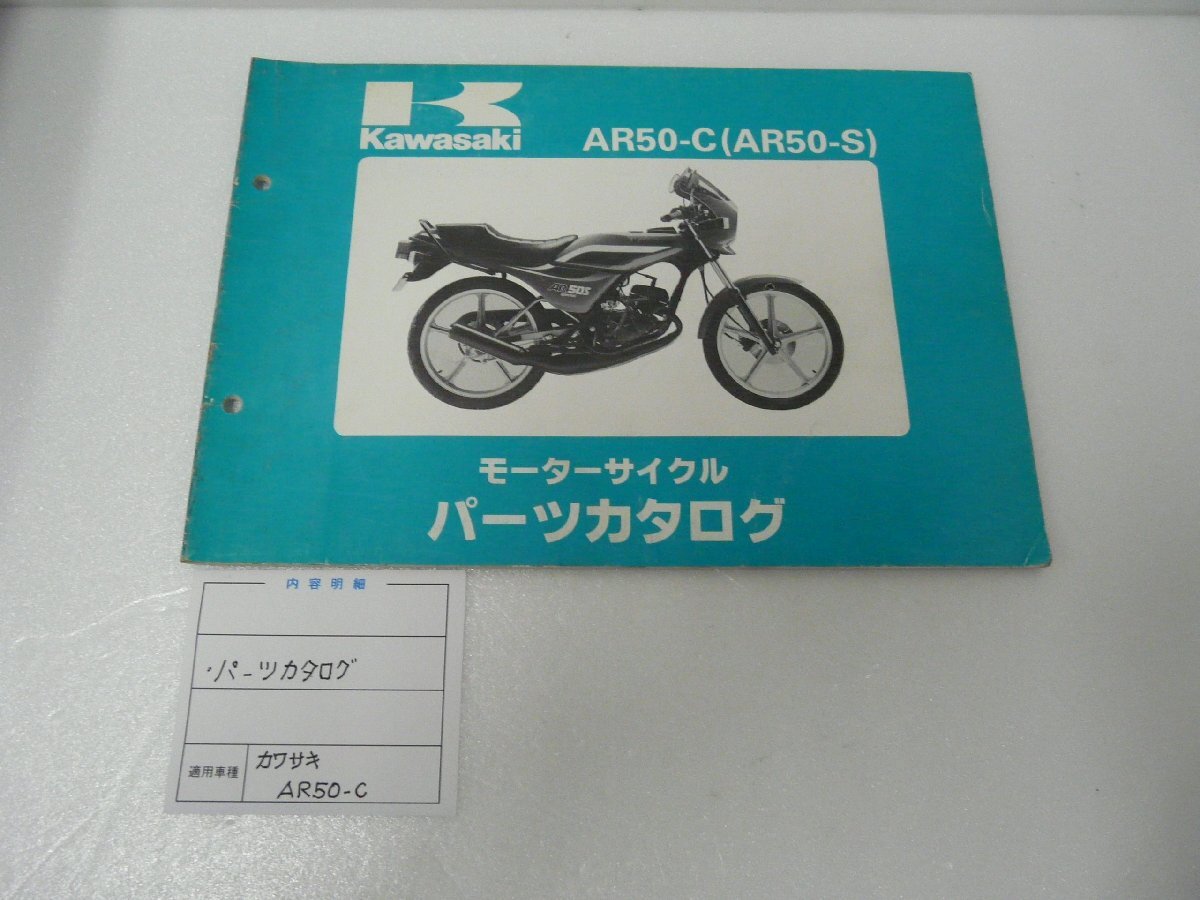 Kawasaki
AR50-C(AR50-S)
AR50S
モーターサイクル
パーツカタログ
内容明細
・パーツカタログ
適用車種
カワサキ
AR50-C